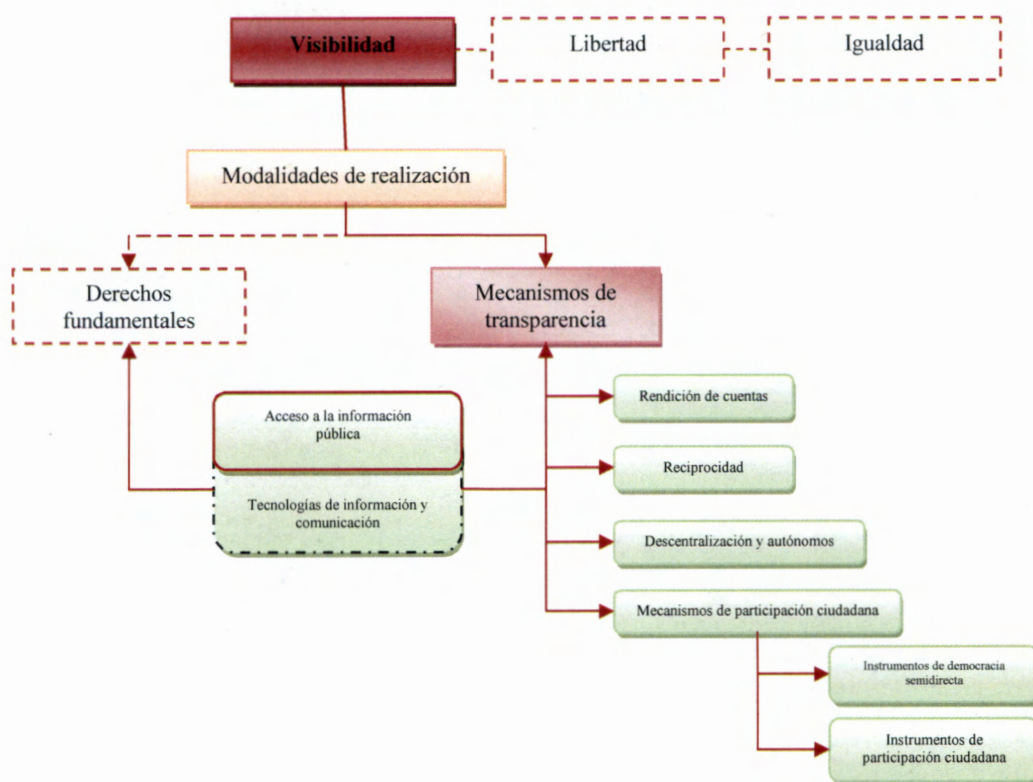 Visibilidad
Libertad
Igualdad
Modalidades de realización
Derechos
fundamentales
Mecanismos de
transparencia
Rendición de cuentas
Acceso a la información
pública
Reciprocidad
Tecnologías de información y
comunicación
Descentralización y autónomos
Mecanismos de participación ciudadana
Instrumentos de democracia
semidirecta
Instrumentos de
participación ciudadana